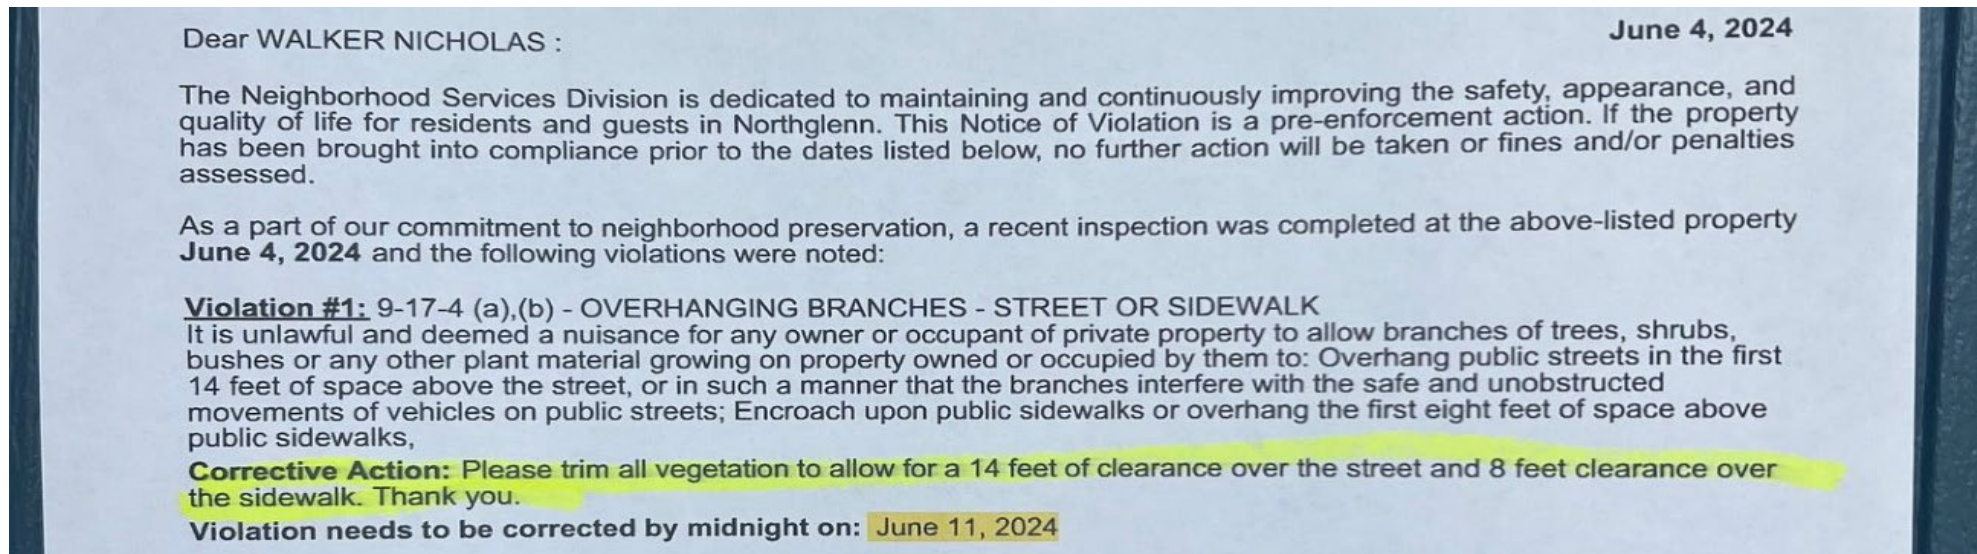 June 4, 2024
Dear WALKER NICHOLAS :
The Neighborhood Services Division is dedicated to maintaining and continuously improving the safety, appearance, and
quality of life for residents and guests in Northglenn. This Notice of Violation is a pre-enforcement action. If the property
has been brought into compliance prior to the dates listed below, no further action will be taken or fines and/or penalties
assessed.
As a part of our commitment to neighborhood preservation, a recent inspection was completed at the above-listed property
June 4, 2024 and the following violations were noted:
Violation #1: 9-17-4 (a),(b) - OVERHANGING BRANCHES - STREET OR SIDEWALK
It is unlawful and deemed a nuisance for any owner or occupant of private property to allow branches of trees, shrubs,
bushes or any other plant material growing on property owned or occupied by them to: Overhang public streets in the first
14 feet of space above the street, or in such a manner that the branches interfere with the safe and unobstructed
movements of vehicles on public streets; Encroach upon public sidewalks or overhang the first eight feet of space above
public sidewalks,
Corrective Action: Please trim all vegetation to allow for a 14 feet of clearance over the street and 8 feet clearance over
the sidewalk. Thank you.
Violation needs to be corrected by midnight on: June 11, 2024